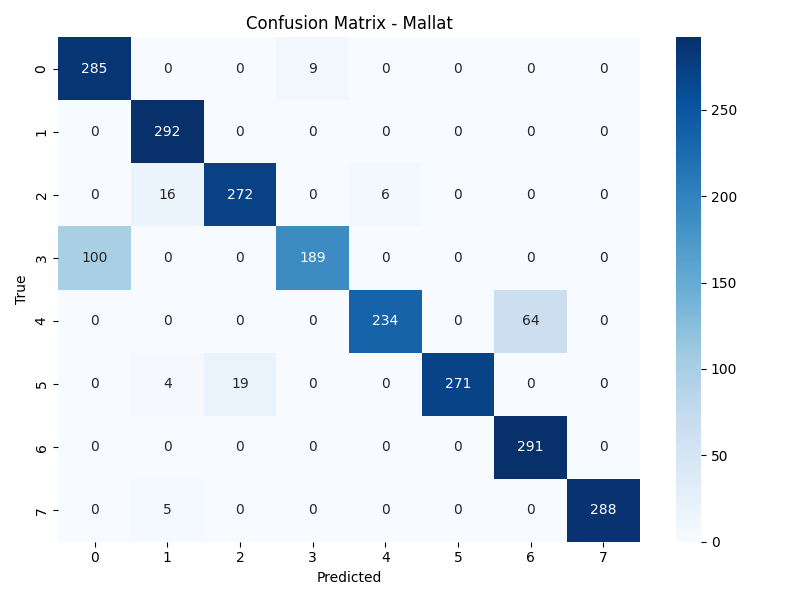 Confusion Matrix - Mallat
0 285 0 0 9 0 0 0 0
1 0 292 0 0 0 0 0 0
2 0 16 272 0 6 0 0 0
3 100 0 0 189 0 0 0 0
4 0 0 0 0 234 0 64 0
5 0 4 19 0 0 271 0 0
6 0 0 0 0 0 0 291 0
7 0 5 0 0 0 0 0 288
0 1 2 3 4 5 6 7
Predicted
True
250
200
150
100
50
0